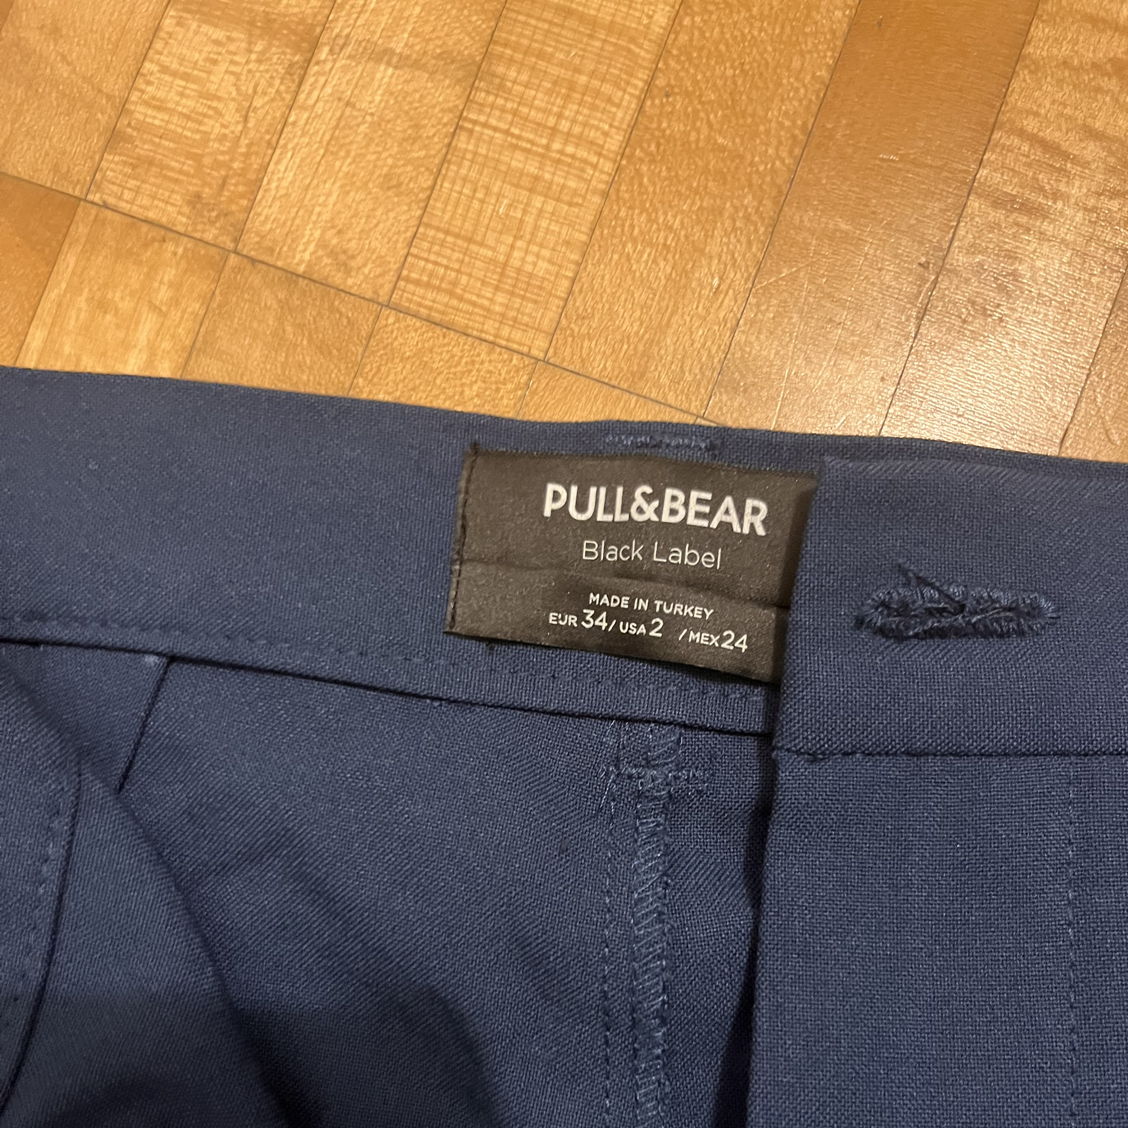 PULL&BEAR
Black Label
MADE IN TURKEY
EUR 34/ USA 2 /MEX 24